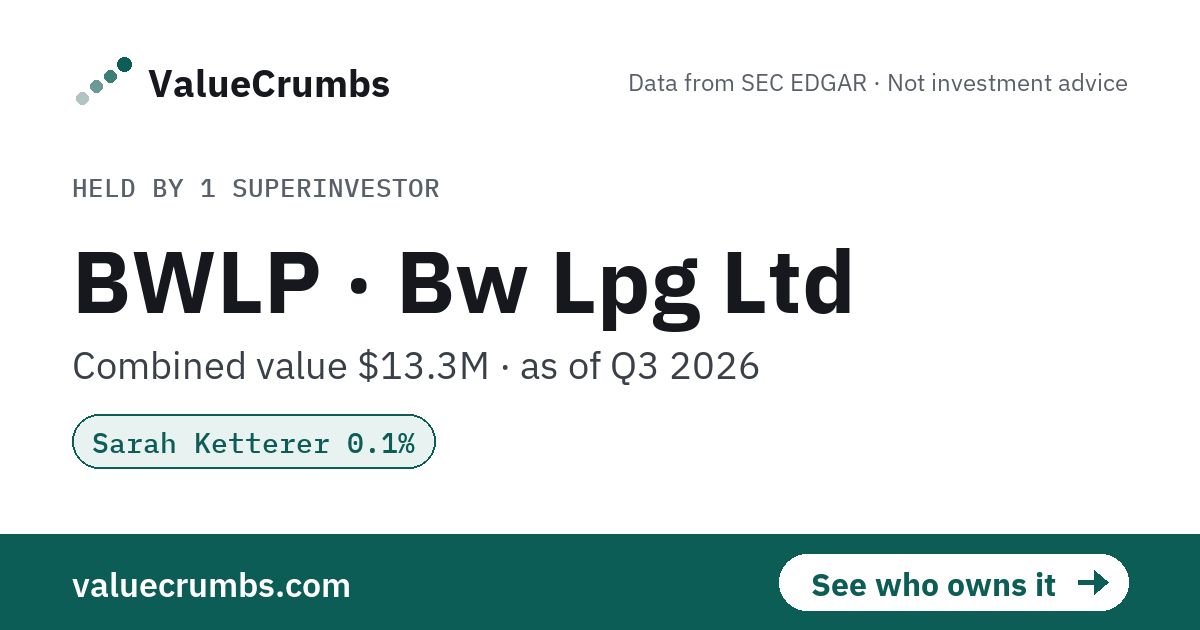 ValueCrumbs
Data from SEC EDGAR · Not investment advice
HELD BY 1 SUPERINVESTOR
BWLP · Bw Lpg Ltd
Combined value $13.3M · as of Q3 2026
Sarah Ketterer 0.1%
valuecrumbs.com
See who owns it →